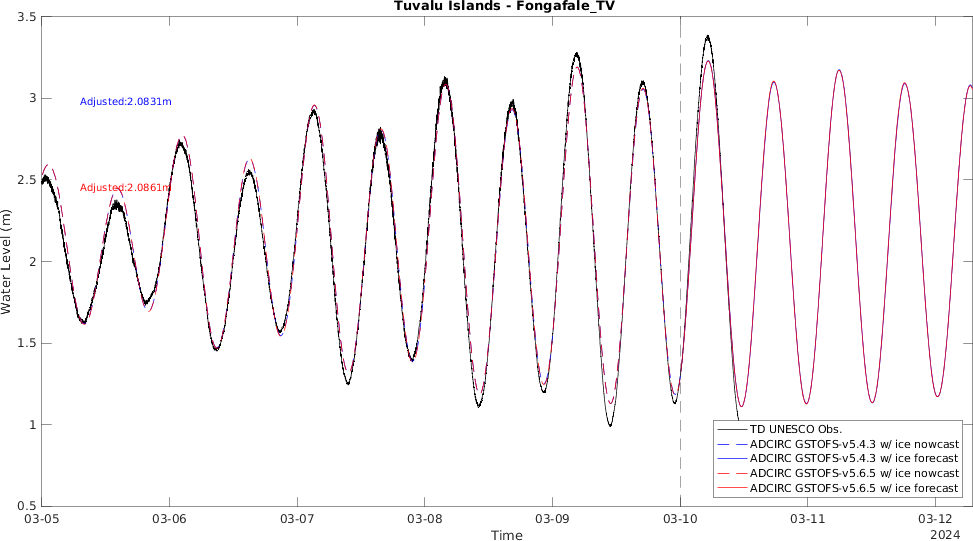 Tuvalu Islands - Fongafale_TV
3.5
3
2.5
2
1.5
1
0.5
Water Level (m)
Adjusted:2.0831m
Adjusted:2.0861m
TD UNESCO Obs.
ADCIRC GSTOFS-v5.4.3 w/ ice nowcast
ADCIRC GSTOFS-v5.4.3 w/ ice forecast
ADCIRC GSTOFS-v5.6.5 w/ ice nowcast
ADCIRC GSTOFS-v5.6.5 w/ ice forecast
03-05 03-06 03-07 03-08 03-09 03-10 03-11 03-12
Time
2024